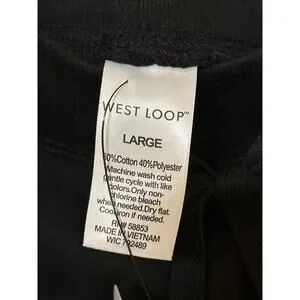 WEST LOOP™
LARGE
60%Cotton 40%Polyester
Machine wash cold
gentle cycle with like
colors.Only non-
chlorine bleach
when needed.Dry flat.
Cool iron if needed.
RN# 58853
MADE IN VIETNAM
WIC 792489